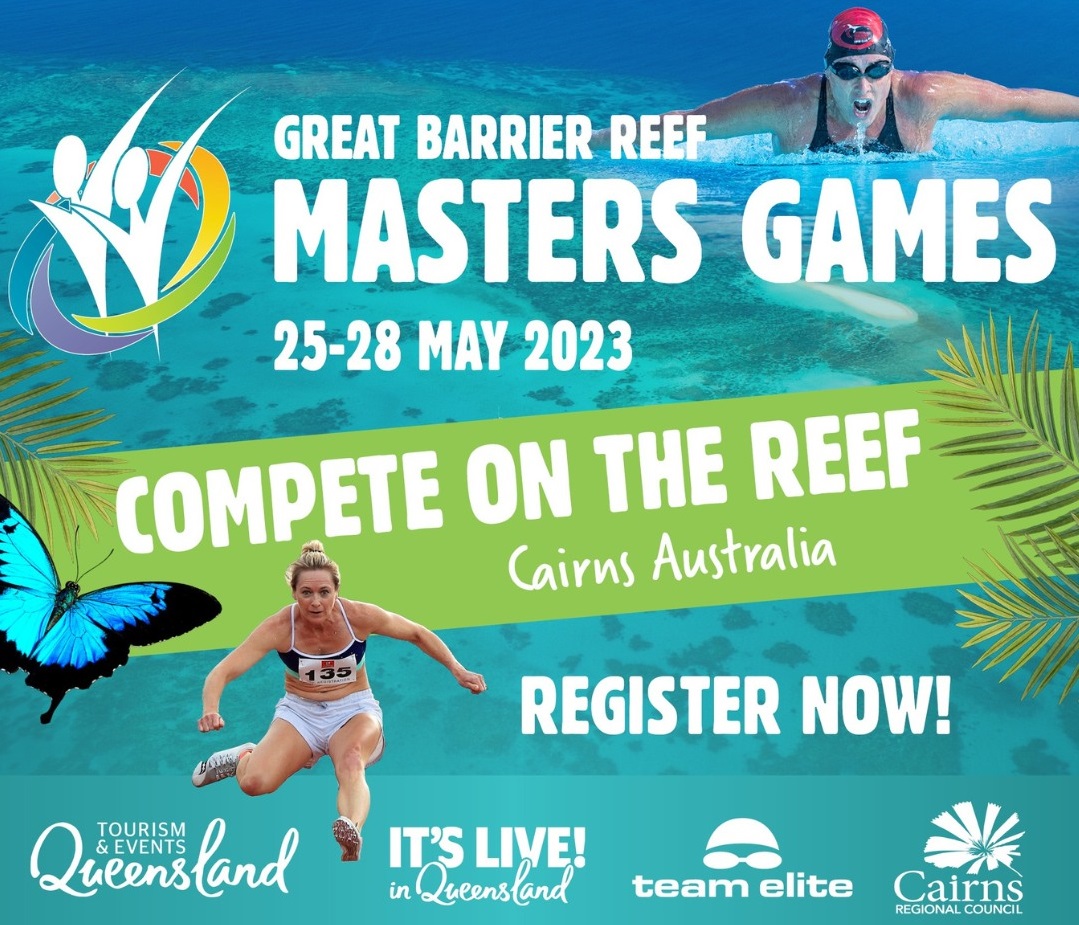 GREAT BARRIER REEF
MASTERS GAMES
25-28 MAY 2023
COMPETE ON THE REEF
Cairns Australia
135
REGISTER NOW!
TOURISM
& EVENTS
Queensland
IT'S LIVE!
in Queensland
team elite
Cairns
REGIONAL COUNCIL